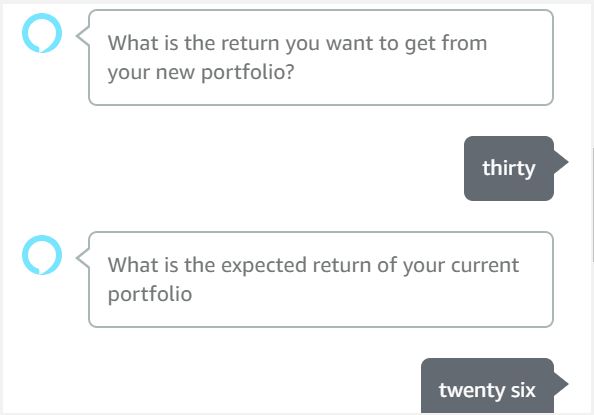 What is the return you want to get from
your new portfolio?
thirty
What is the expected return of your current
portfolio
twenty six